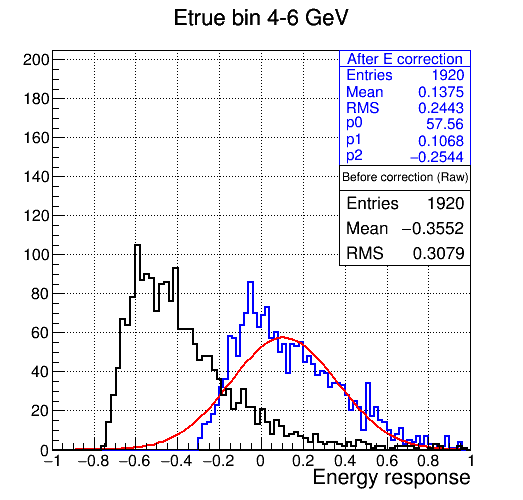 Etrue bin 4-6 GeV
200
180
160
140
120
100
80
60
40
20
0
After E correction
Entries 1920
Mean 0.1375
RMS 0.2443
p0 57.56
p1 0.1068
p2 −0.2544
Before correction (Raw)
Entries 1920
Mean −0.3552
RMS 0.3079
−1 −0.8 −0.6 −0.4 −0.2 0 0.2 0.4 0.6 0.8 1
Energy response